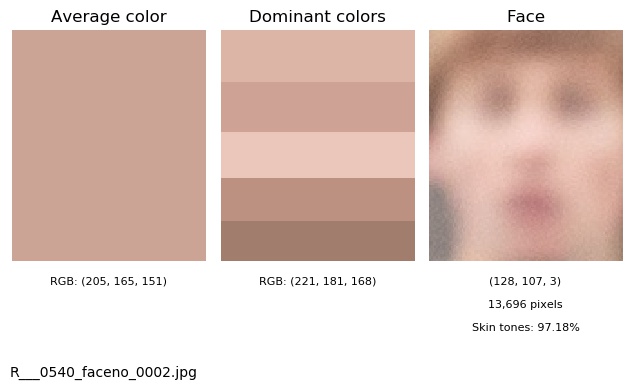 Average color
Dominant colors
Face
RGB: (205, 165, 151)
RGB: (221, 181, 168)
(128, 107, 3)
13,696 pixels
Skin tones: 97.18%
R___0540_faceno_0002.jpg